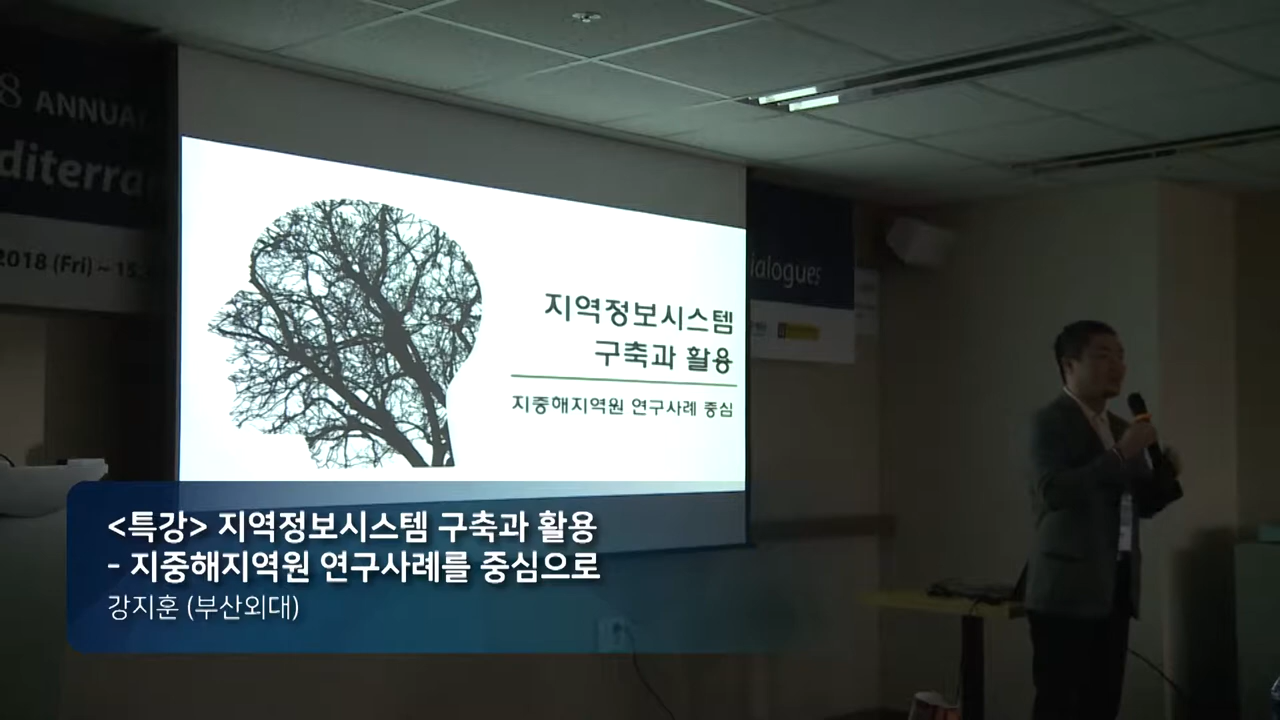 8 ANNUAL
diterra
2018 (Fri) ~ 15
ialogues
지역정보시스템
구축과 활용
지중해지역원 연구사례 중심
<특강> 지역정보시스템 구축과 활용
- 지중해지역원 연구사례를 중심으로
강지훈 (부산외대)